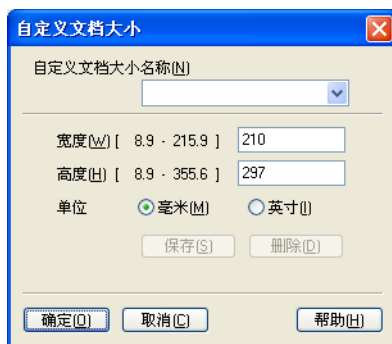 自定义文档大小
自定义文档大小名称(N)
宽度(W) [ 8.9 - 215.9 ] 210
高度(H) [ 8.9 - 355.6 ] 297
单位 毫米(M) 英寸(I)
保存(S) 删除(D)
确定(O) 取消(C) 帮助(H)